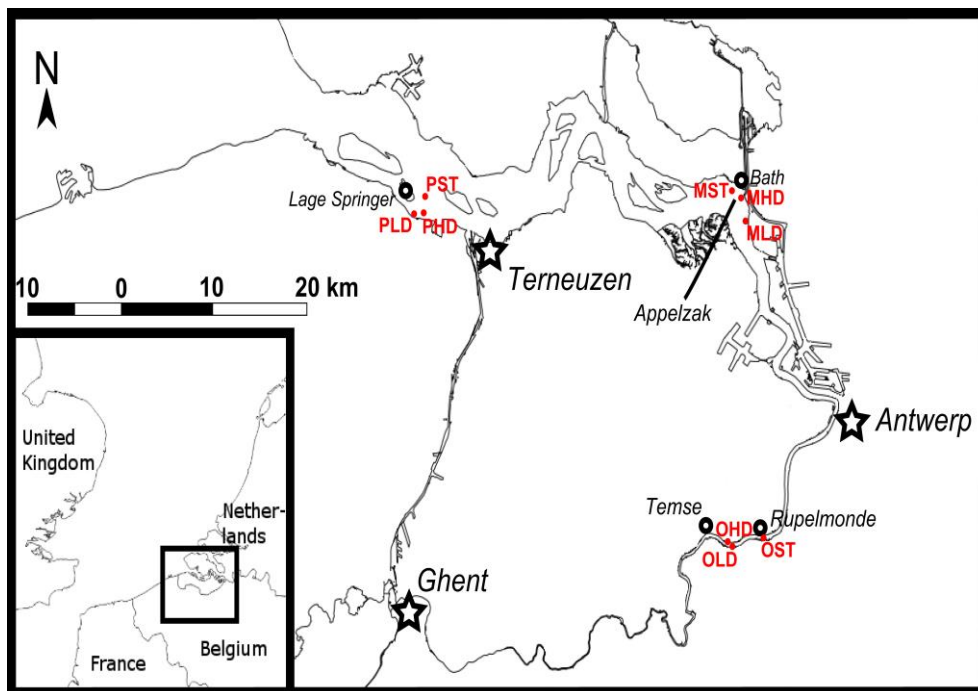 N
Lage Springer
PST
PLD PHD
Terneuzen
Bath
MST MHD
MLD
Appelzak
10 0 10 20 km
Antwerp
Temse
OHD Rupelmonde
OLD OST
Ghent
United
Kingdom
Nether-
lands
Belgium
France